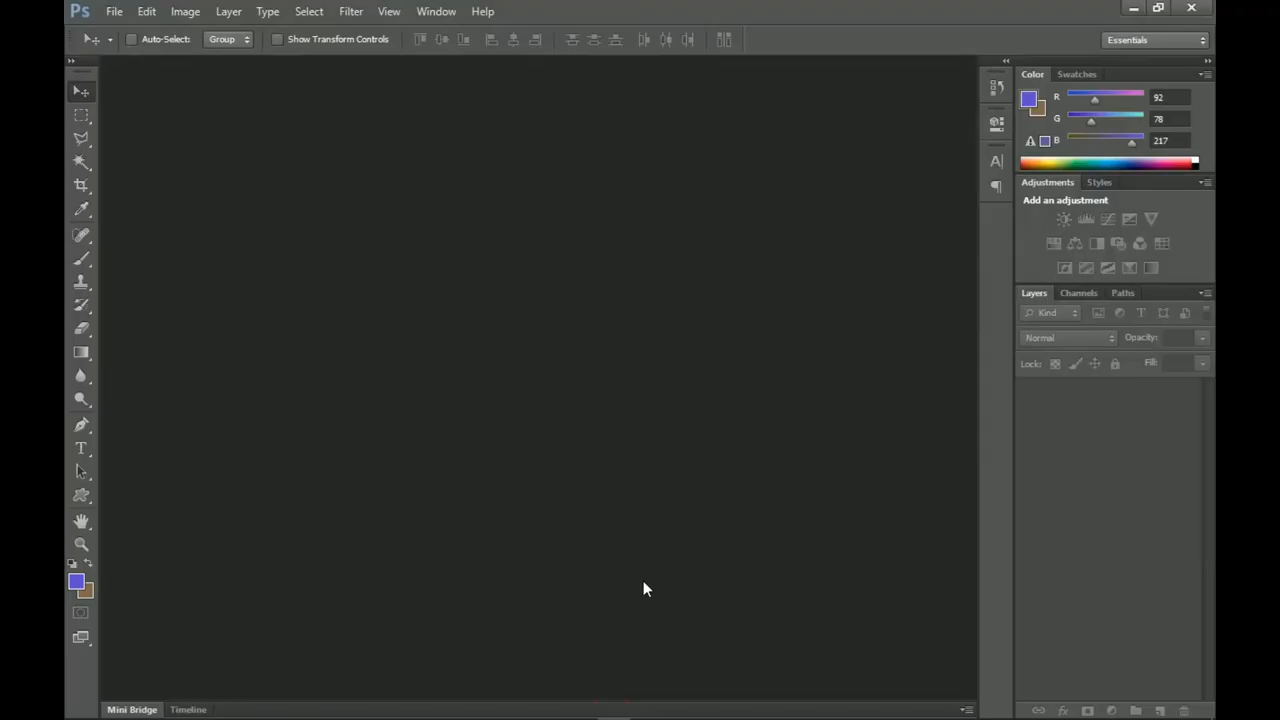 Ps File Edit Image Layer Type Select Filter View Window Help
Auto-Select: Group Show Transform Controls Essentials
Color Swatches
R 92
G 78
B 217
Adjustments Styles
Add an adjustment
Layers Channels Paths
Kind T
Normal Opacity:
Lock: Fill:
A
T
Mini Bridge Timeline
fx